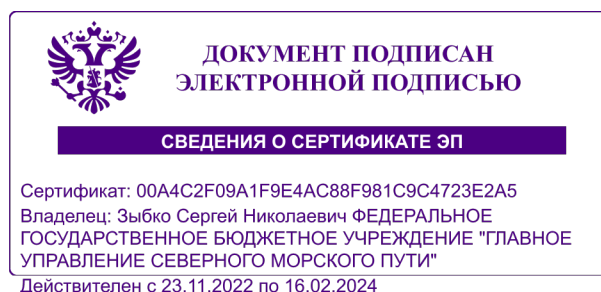 ДОКУМЕНТ ПОДПИСАН
ЭЛЕКТРОННОЙ ПОДПИСЬЮ
СВЕДЕНИЯ О СЕРТИФИКАТЕ ЭП
Сертификат: 00A4C2F09A1F9E4AC88F981C9C4723E2A5
Владелец: Зыбко Сергей Николаевич ФЕДЕРАЛЬНОЕ
ГОСУДАРСТВЕННОЕ БЮДЖЕТНОЕ УЧРЕЖДЕНИЕ "ГЛАВНОЕ
УПРАВЛЕНИЕ СЕВЕРНОГО МОРСКОГО ПУТИ"
Действителен с 23.11.2022 по 16.02.2024